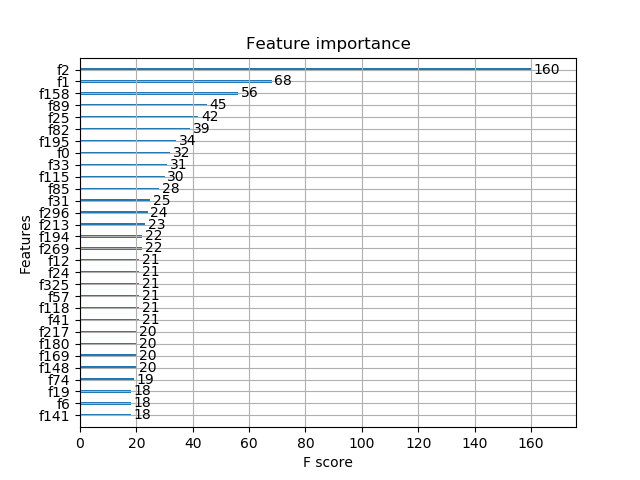 Feature importance
f2 160
f1 68
f158 56
f89 45
f25 42
f82 39
f195 34
f0 32
f33 31
f115 30
f85 28
f31 25
f296 24
f213 23
f194 22
f269 22
f12 21
f24 21
f325 21
f57 21
f118 21
f41 21
f217 20
f180 20
f169 20
f148 20
f74 19
f19 18
f6 18
f141 18
Features
0 20 40 60 80 100 120 140 160
F score